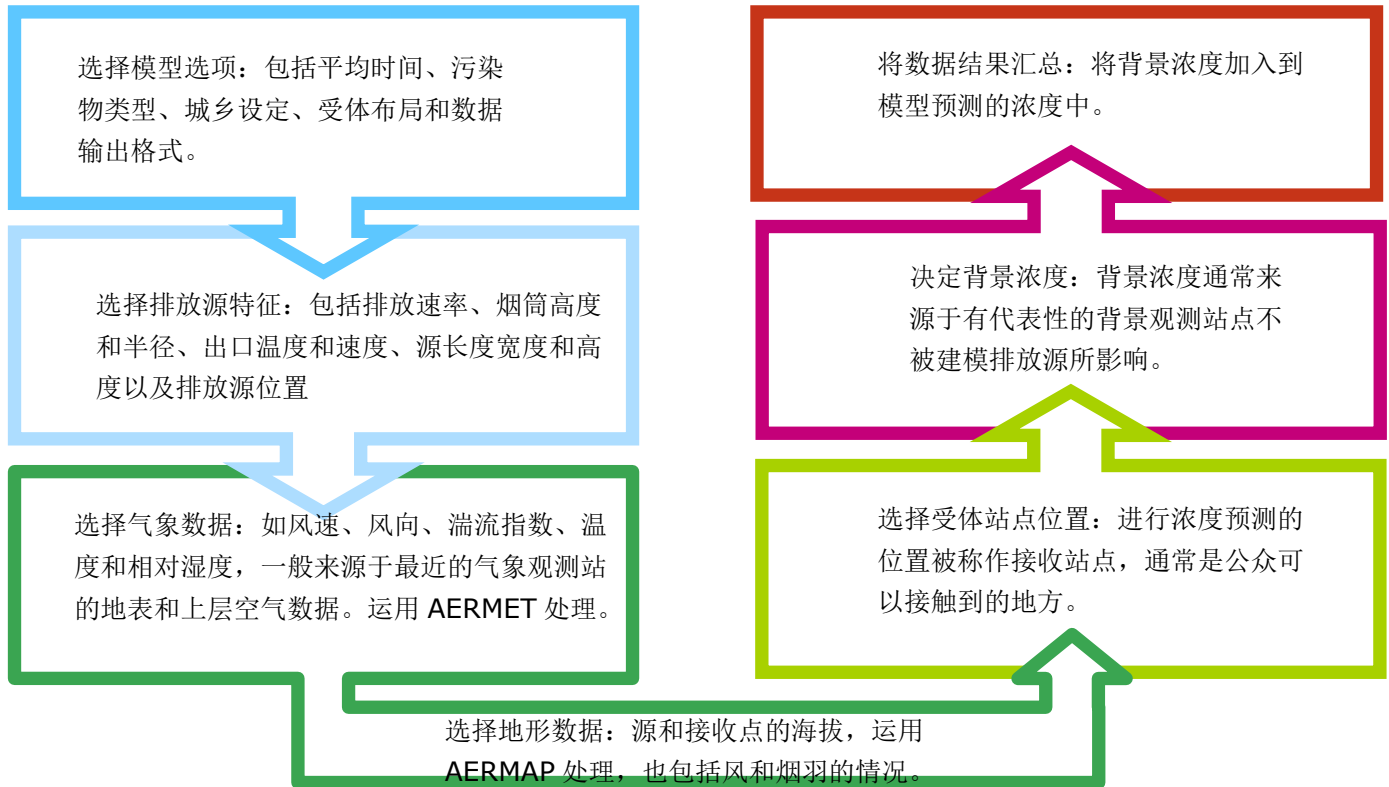 选择模型选项：包括平均时间、污染
物类型、城乡设定、受体布局和数据
输出格式。
选择排放源特征：包括排放速率、烟筒高度
和半径、出口温度和速度、源长度宽度和高
度以及排放源位置
选择气象数据：如风速、风向、湍流指数、温
度和相对湿度，一般来源于最近的气象观测站
的地表和上层空气数据。运用 AERMET 处理。
选择地形数据：源和接收点的海拔，运用
AERMAP 处理，也包括风和烟羽的情况。
选择受体站点位置：进行浓度预测的
位置被称作接收站点，通常是公众可
以接触到的地方。
决定背景浓度：背景浓度通常来
源于有代表性的背景观测站点不
被建模排放源所影响。
将数据结果汇总：将背景浓度加入到
模型预测的浓度中。